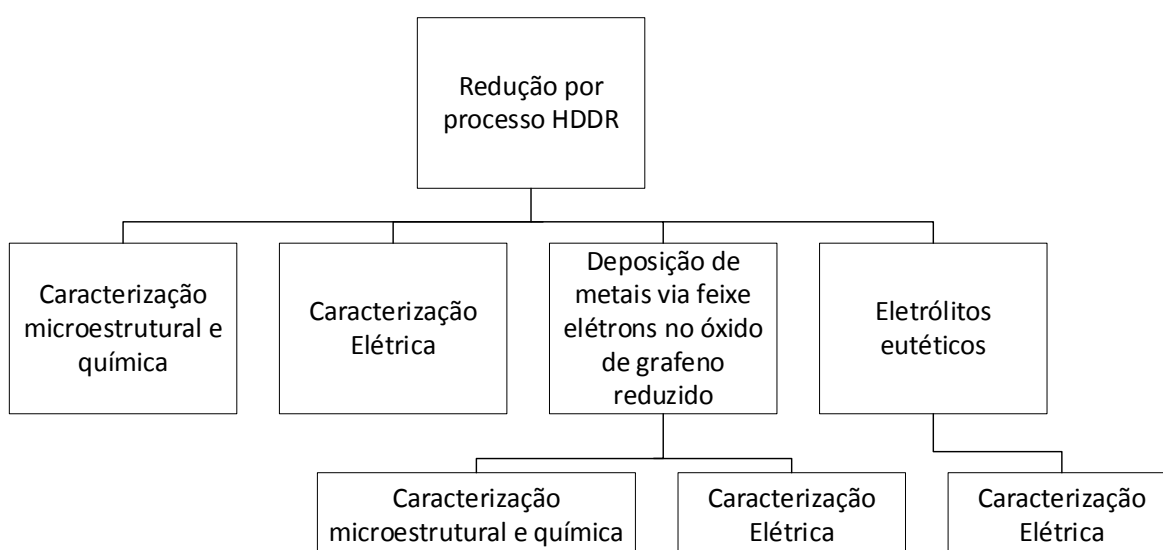 Redução por
processo HDDR
Caracterização
microestrutural e
química
Caracterização
Elétrica
Deposição de
metais via feixe
elétrons no óxido
de grafeno
reduzido
Eletrólitos
eutéticos
Caracterização
microestrutural e química
Caracterização
Elétrica
Caracterização
Elétrica